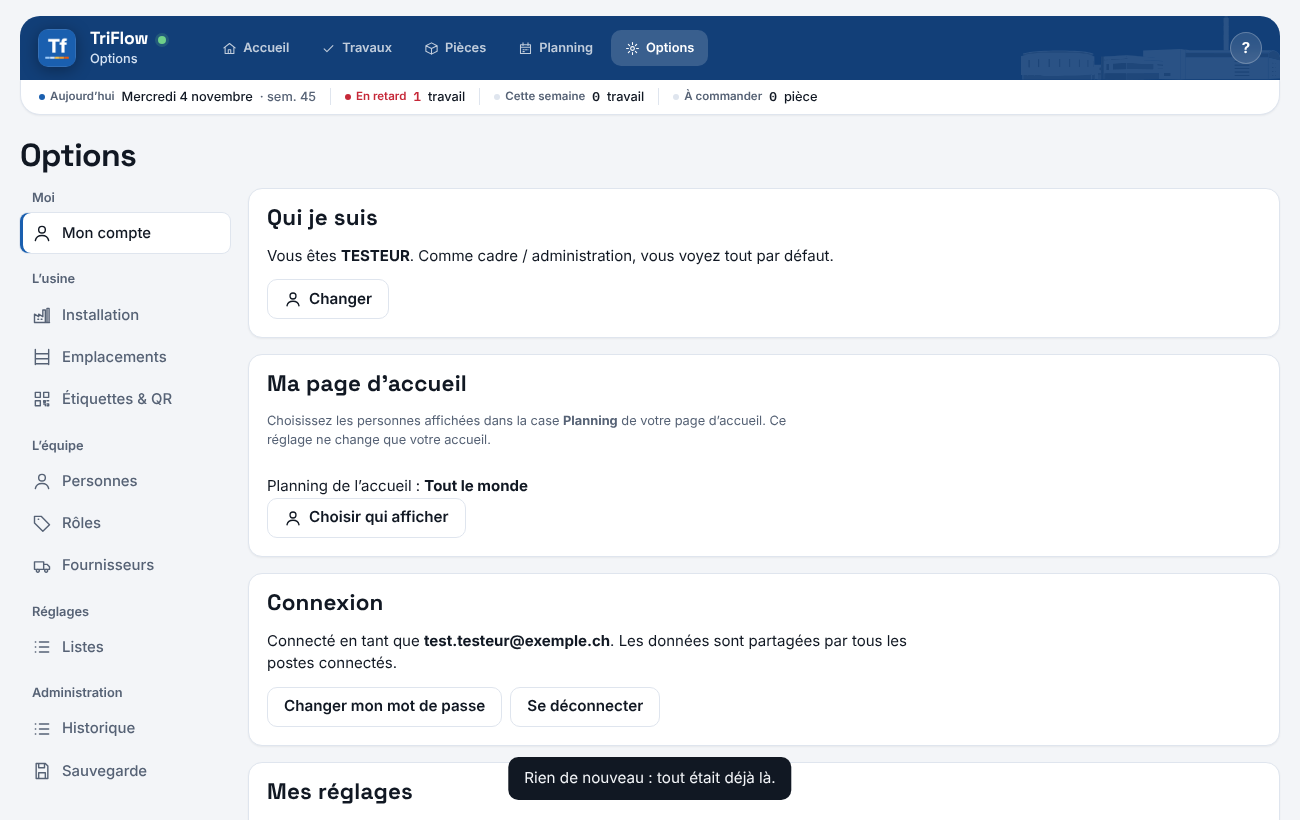 Tf
TriFlow
Options
Accueil
Travaux
Pièces
Planning
Options
?
Aujourd’hui Mercredi 4 novembre · sem. 45
En retard 1 travail
Cette semaine 0 travail
À commander 0 pièce
Options
Moi
Mon compte
L’usine
Installation
Emplacements
Étiquettes & QR
L’équipe
Personnes
Rôles
Fournisseurs
Réglages
Listes
Administration
Historique
Sauvegarde
Qui je suis
Vous êtes TESTEUR. Comme cadre / administration, vous voyez tout par défaut.
Changer
Ma page d’accueil
Choisissez les personnes affichées dans la case Planning de votre page d’accueil. Ce
réglage ne change que votre accueil.
Planning de l’accueil : Tout le monde
Choisir qui afficher
Connexion
Connecté en tant que test.testeur@exemple.ch. Les données sont partagées par tous les
postes connectés.
Changer mon mot de passe
Se déconnecter
Mes réglages
Rien de nouveau : tout était déjà là.